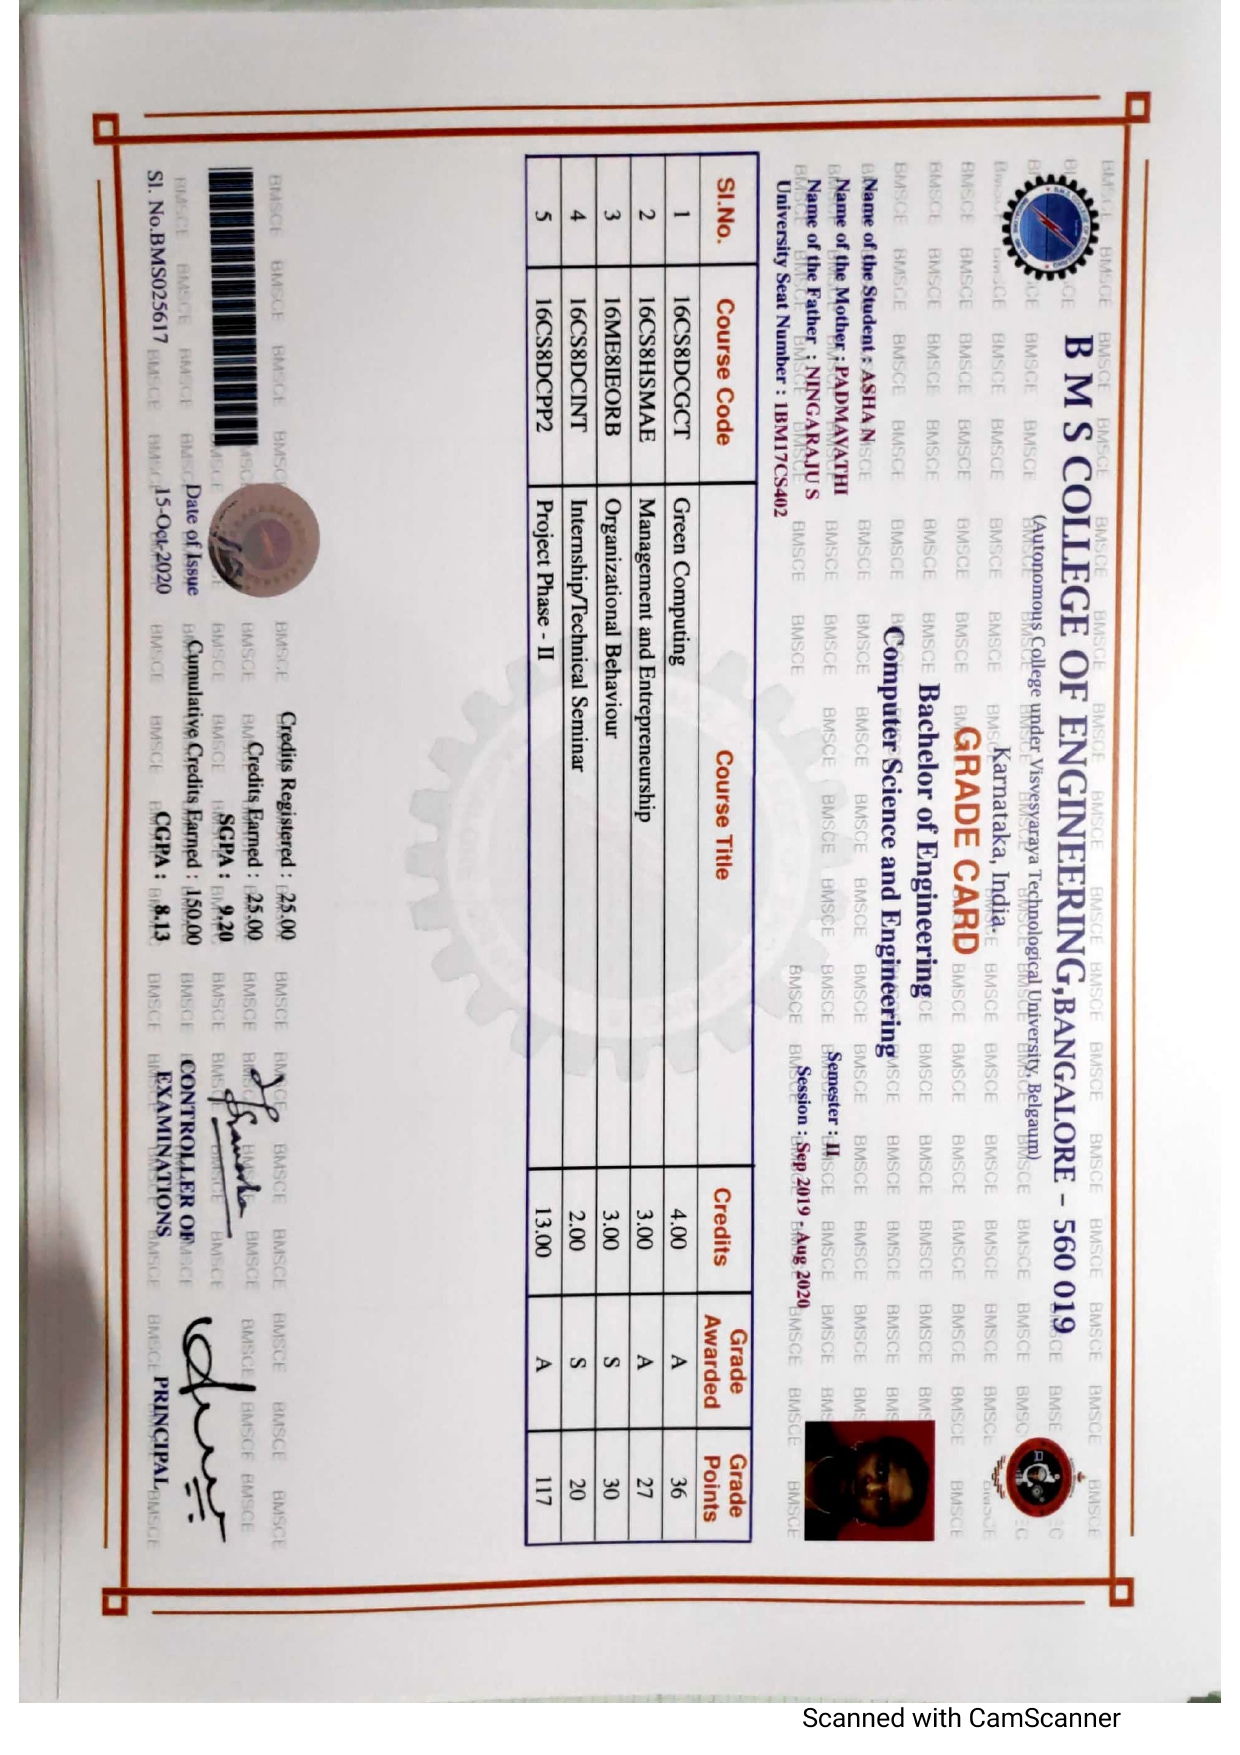 B M S COLLEGE OF ENGINEERING, BANGALORE – 560 019
(Autonomous College under Visvesvaraya Technological University, Belgaum)
Karnataka, India.
GRADE CARD
Bachelor of Engineering
Computer Science and Engineering
Name of the Student : ASHA N
Name of the Mother : PADMAVATHI Semester : II
Name of the Father : NINGARAJU S Session : Sep 2019 - Aug 2020
University Seat Number : 1BM17CS402
Sl.No. Course Code Course Title Credits Grade Awarded Grade Points
1 16CS8DCGCT Green Computing 4.00 A 36
2 16CS8HSMAE Management and Entrepreneurship 3.00 A 27
3 16ME8IEORB Organizational Behaviour 3.00 S 30
4 16CS8DCINT Internship/Technical Seminar 2.00 S 20
5 16CS8DCPP2 Project Phase - II 13.00 A 117
Credits Registered : 25.00
Credits Earned : 25.00
SGPA : 9.20
Date of Issue Cumulative Credits Earned : 150.00 CONTROLLER OF
Sl. No.BMS025617 15-Oct-2020 CGPA : 8.13 EXAMINATIONS PRINCIPAL
Scanned with CamScanner